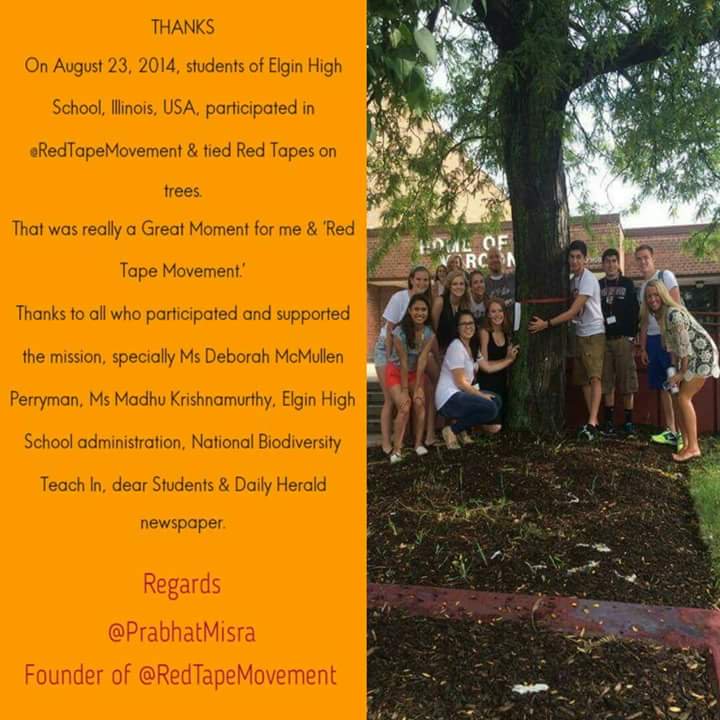 THANKS
On August 23, 2014, students of Elgin High
School, Illinois, USA, participated in
@RedTapeMovement & tied Red Tapes on
trees.
That was really a Great Moment for me & 'Red
Tape Movement.'
Thanks to all who participated and supported
the mission, specially Ms Deborah McMullen
Perryman, Ms Madhu Krishnamurthy, Elgin High
School administration, National Biodiversity
Teach In, dear Students & Daily Herald
newspaper.
Regards
@PrabhatMisra
Founder of @RedTapeMovement
HOME OF